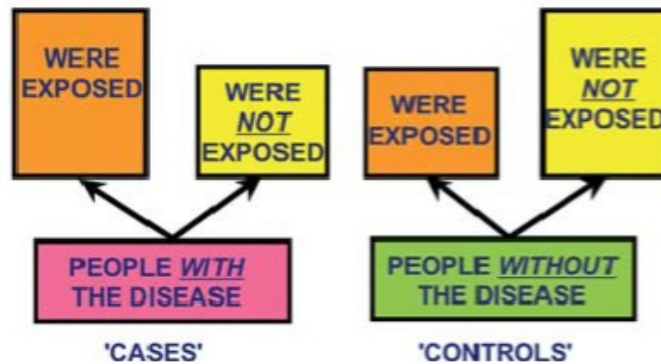 WERE
EXPOSED
WERE
NOT
EXPOSED
WERE
EXPOSED
WERE
NOT
EXPOSED
PEOPLE WITH
THE DISEASE
PEOPLE WITHOUT
THE DISEASE
'CASES'
'CONTROLS'